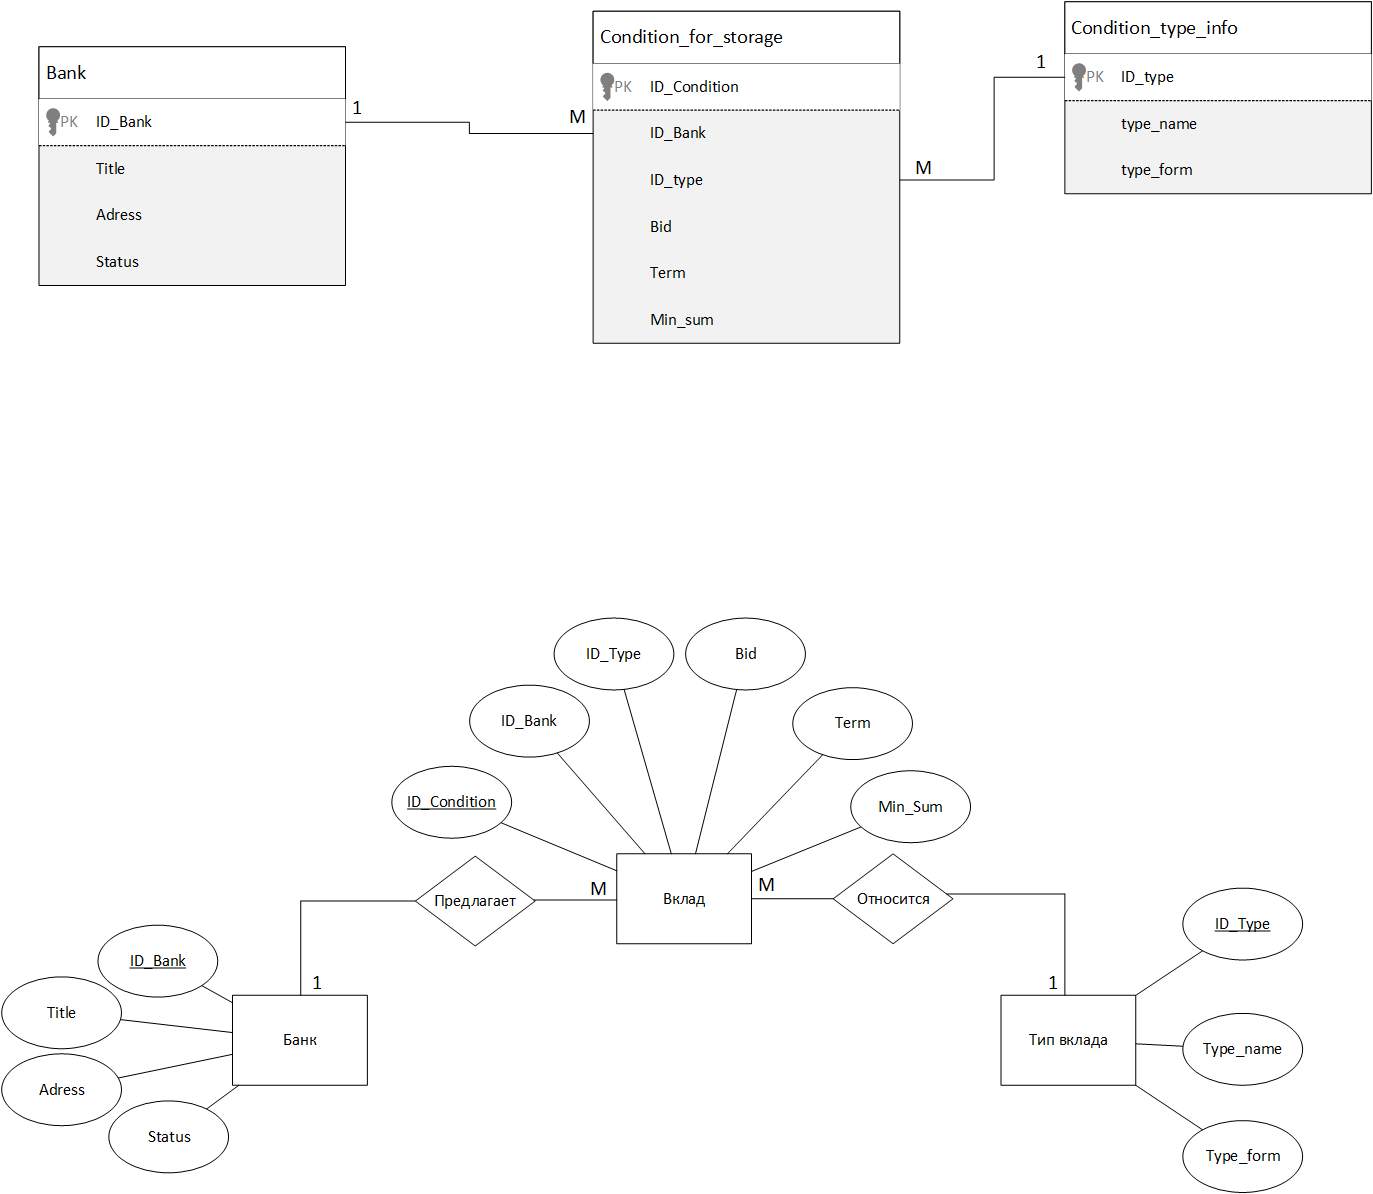 Bank
PK ID_Bank
Title
Adress
Status
1
M
Condition_for_storage
PK ID_Condition
ID_Bank
ID_type
Bid
Term
Min_sum
M
1
Condition_type_info
PK ID_type
type_name
type_form
ID_Type
Bid
ID_Bank
Term
ID_Condition
Min_Sum
Предлагает
M
Вклад
M
Относится
ID_Bank
Title
Adress
Status
1
Банк
1
Тип вклада
ID_Type
Type_name
Type_form